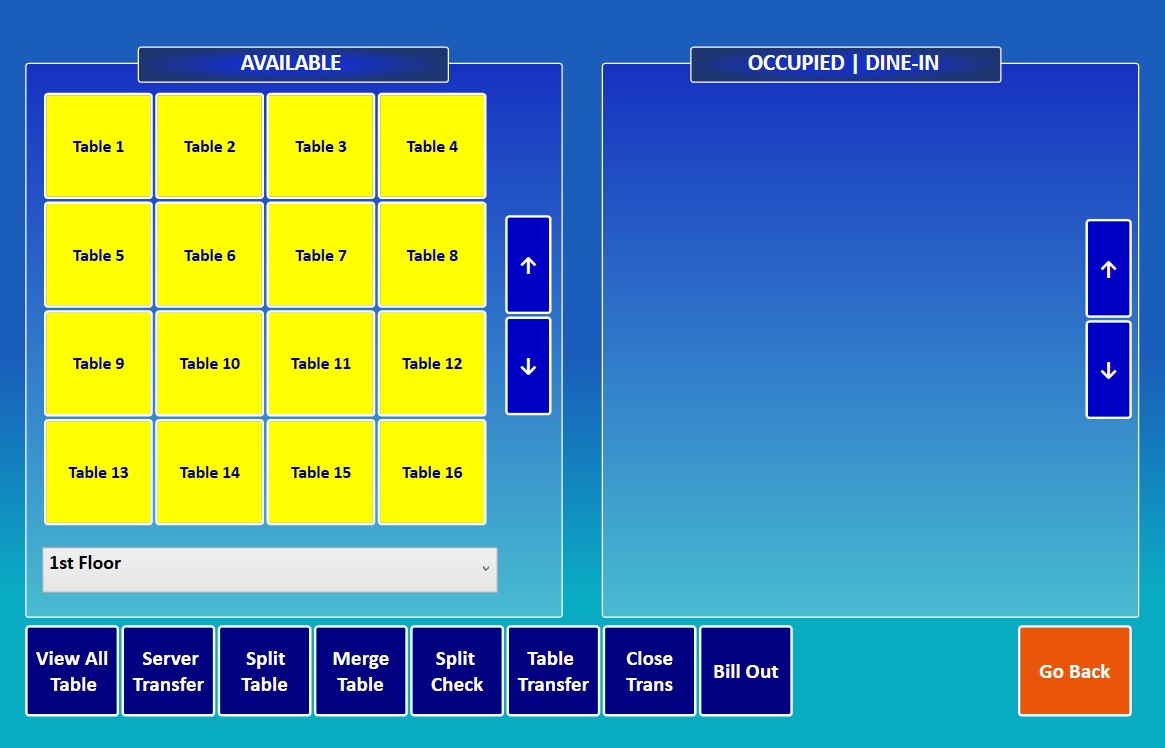 AVAILABLE
OCCUPIED | DINE-IN
Table 1
Table 2
Table 3
Table 4
Table 5
Table 6
Table 7
Table 8
Table 9
Table 10
Table 11
Table 12
Table 13
Table 14
Table 15
Table 16
↑
↓
↑
↓
1st Floor
View All
Table
Server
Transfer
Split
Table
Merge
Table
Split
Check
Table
Transfer
Close
Trans
Bill Out
Go Back